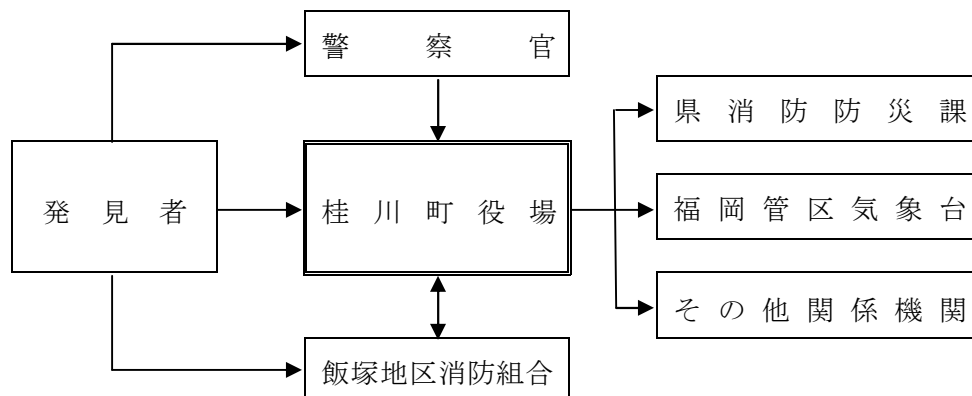 警察官
県消防防災課
発見者
桂川町役場
福岡管区気象台
その他関係機関
飯塚地区消防組合